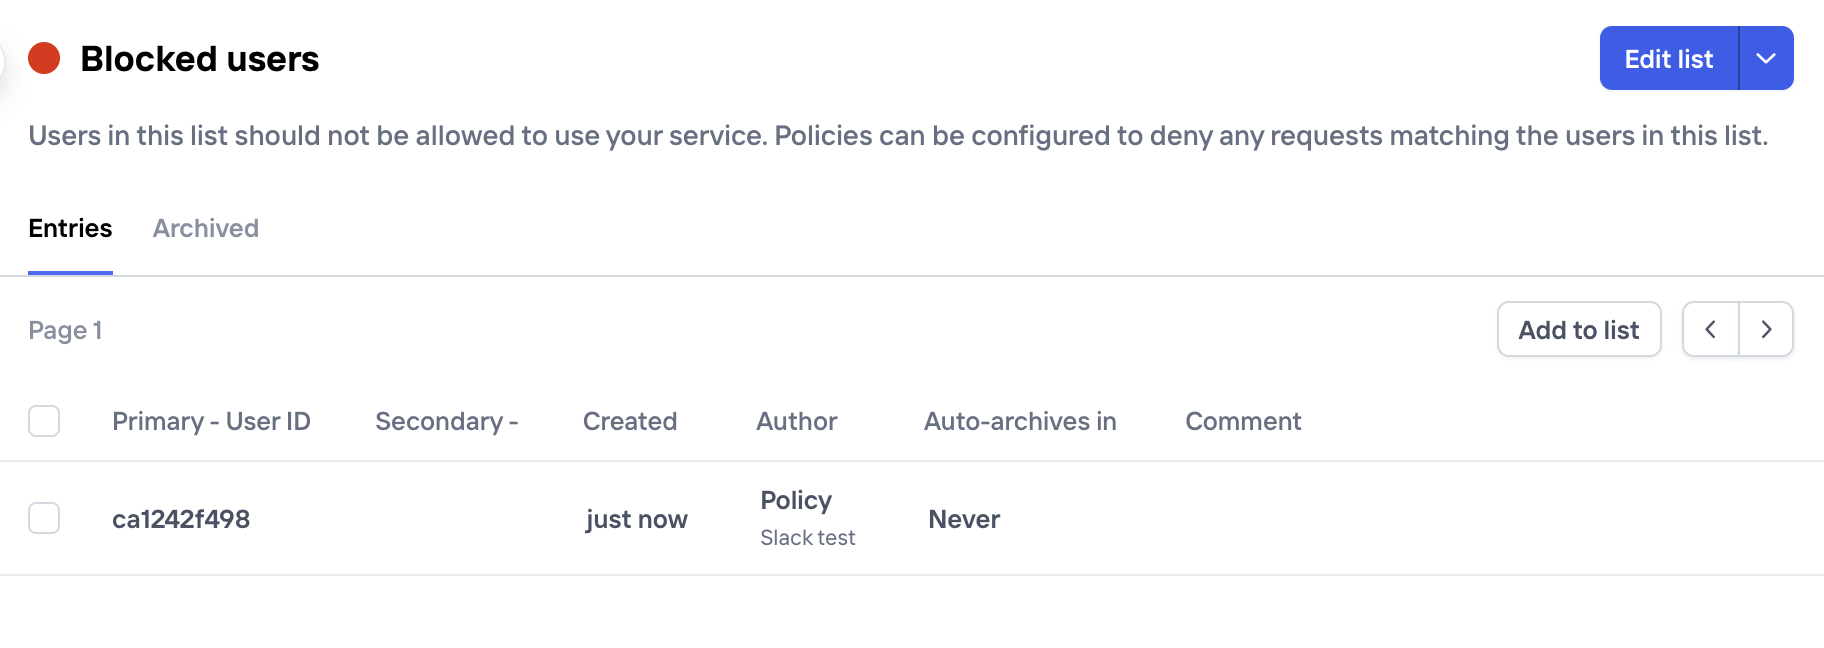 Blocked users
Edit list
Users in this list should not be allowed to use your service. Policies can be configured to deny any requests matching the users in this list.
Entries Archived
Page 1
Add to list
Primary - User ID Secondary - Created Author Auto-archives in Comment
ca1242f498 just now Policy Never
Slack test